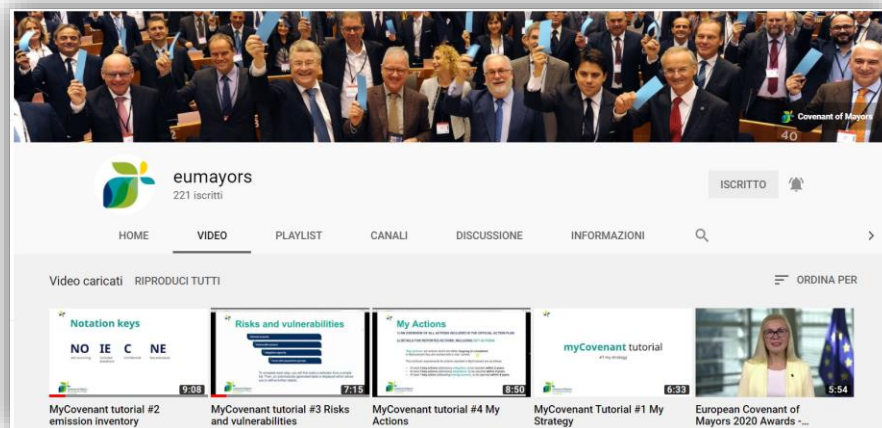 Covenant of Mayors
40
eumayors
221 iscritti
ISCRITTO
HOME VIDEO PLAYLIST CANALI DISCUSSIONE INFORMAZIONI
Video caricati RIPRODUCI TUTTI
ORDINA PER
Notation keys
NO IE C NE
9:08
Risks and vulnerabilities
7:15
My Actions
8:50
myCovenant tutorial
#1 my strategy
6:33
5:54
MyCovenant tutorial #2
emission inventory
MyCovenant tutorial #3 Risks
and vulnerabilities
MyCovenant tutorial #4 My
Actions
MyCovenant Tutorial #1 My
Strategy
European Covenant of
Mayors 2020 Awards -...